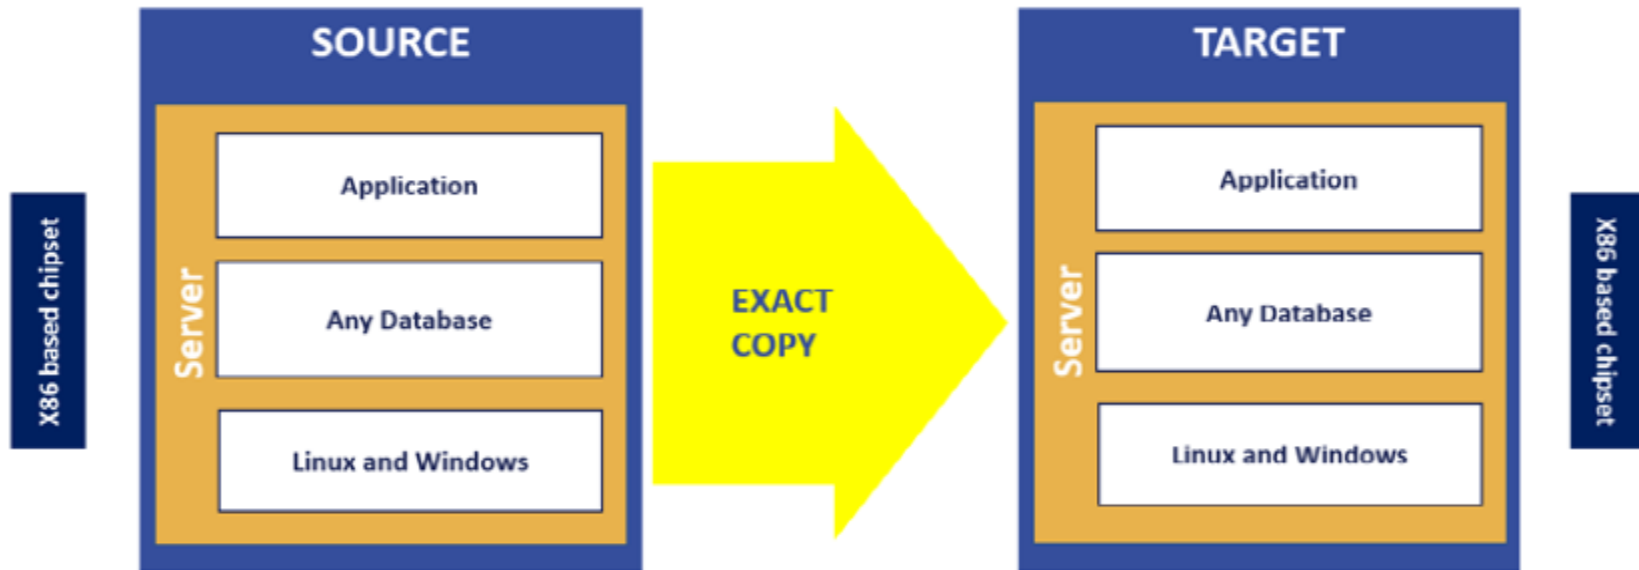 SOURCE
X86 based chipset
Server
Application
Any Database
Linux and Windows
EXACT
COPY
TARGET
Server
Application
Any Database
Linux and Windows
X86 based chipset